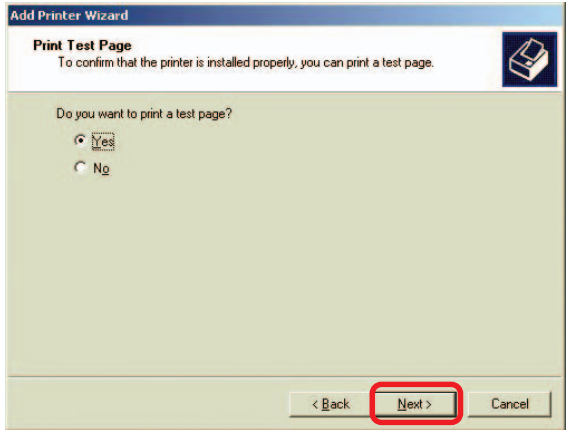 Add Printer Wizard
Print Test Page
To confirm that the printer is installed properly, you can print a test page.
Do you want to print a test page?
Yes
No
< Back Next > Cancel